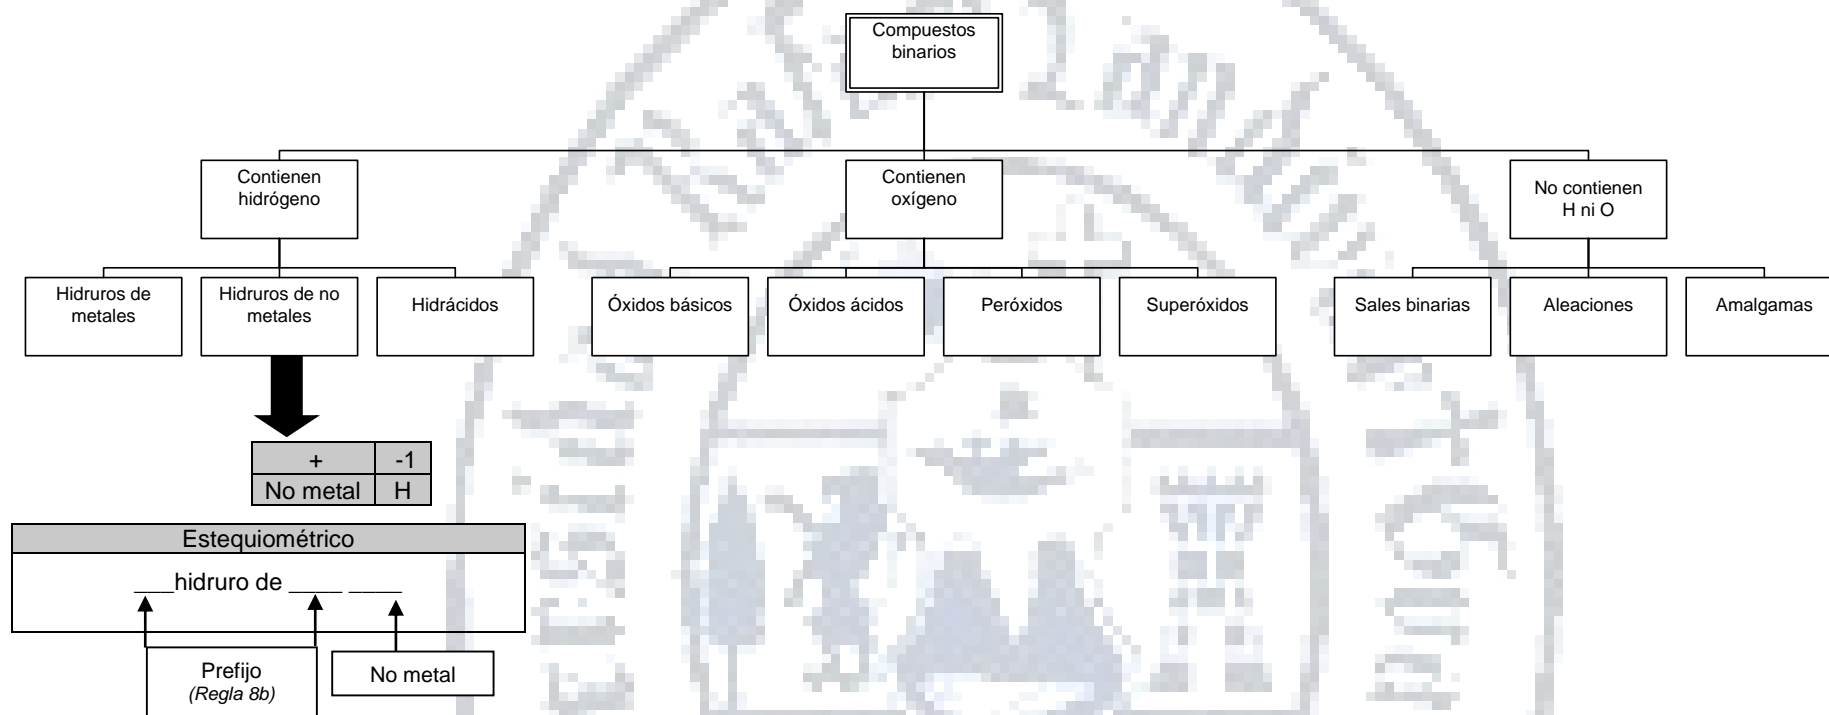 Compuestos
binarios
Contienen
hidrógeno
Contienen
oxígeno
No contienen
H ni O
Hidruros de
metales
Hidruros de no
metales
Hidrácidos
Óxidos básicos
Óxidos ácidos
Peróxidos
Superóxidos
Sales binarias
Aleaciones
Amalgamas
+ -1
No metal H
Estequiométrico
___hidruro de ____ ____
Prefijo
(Regla 8b)
No metal